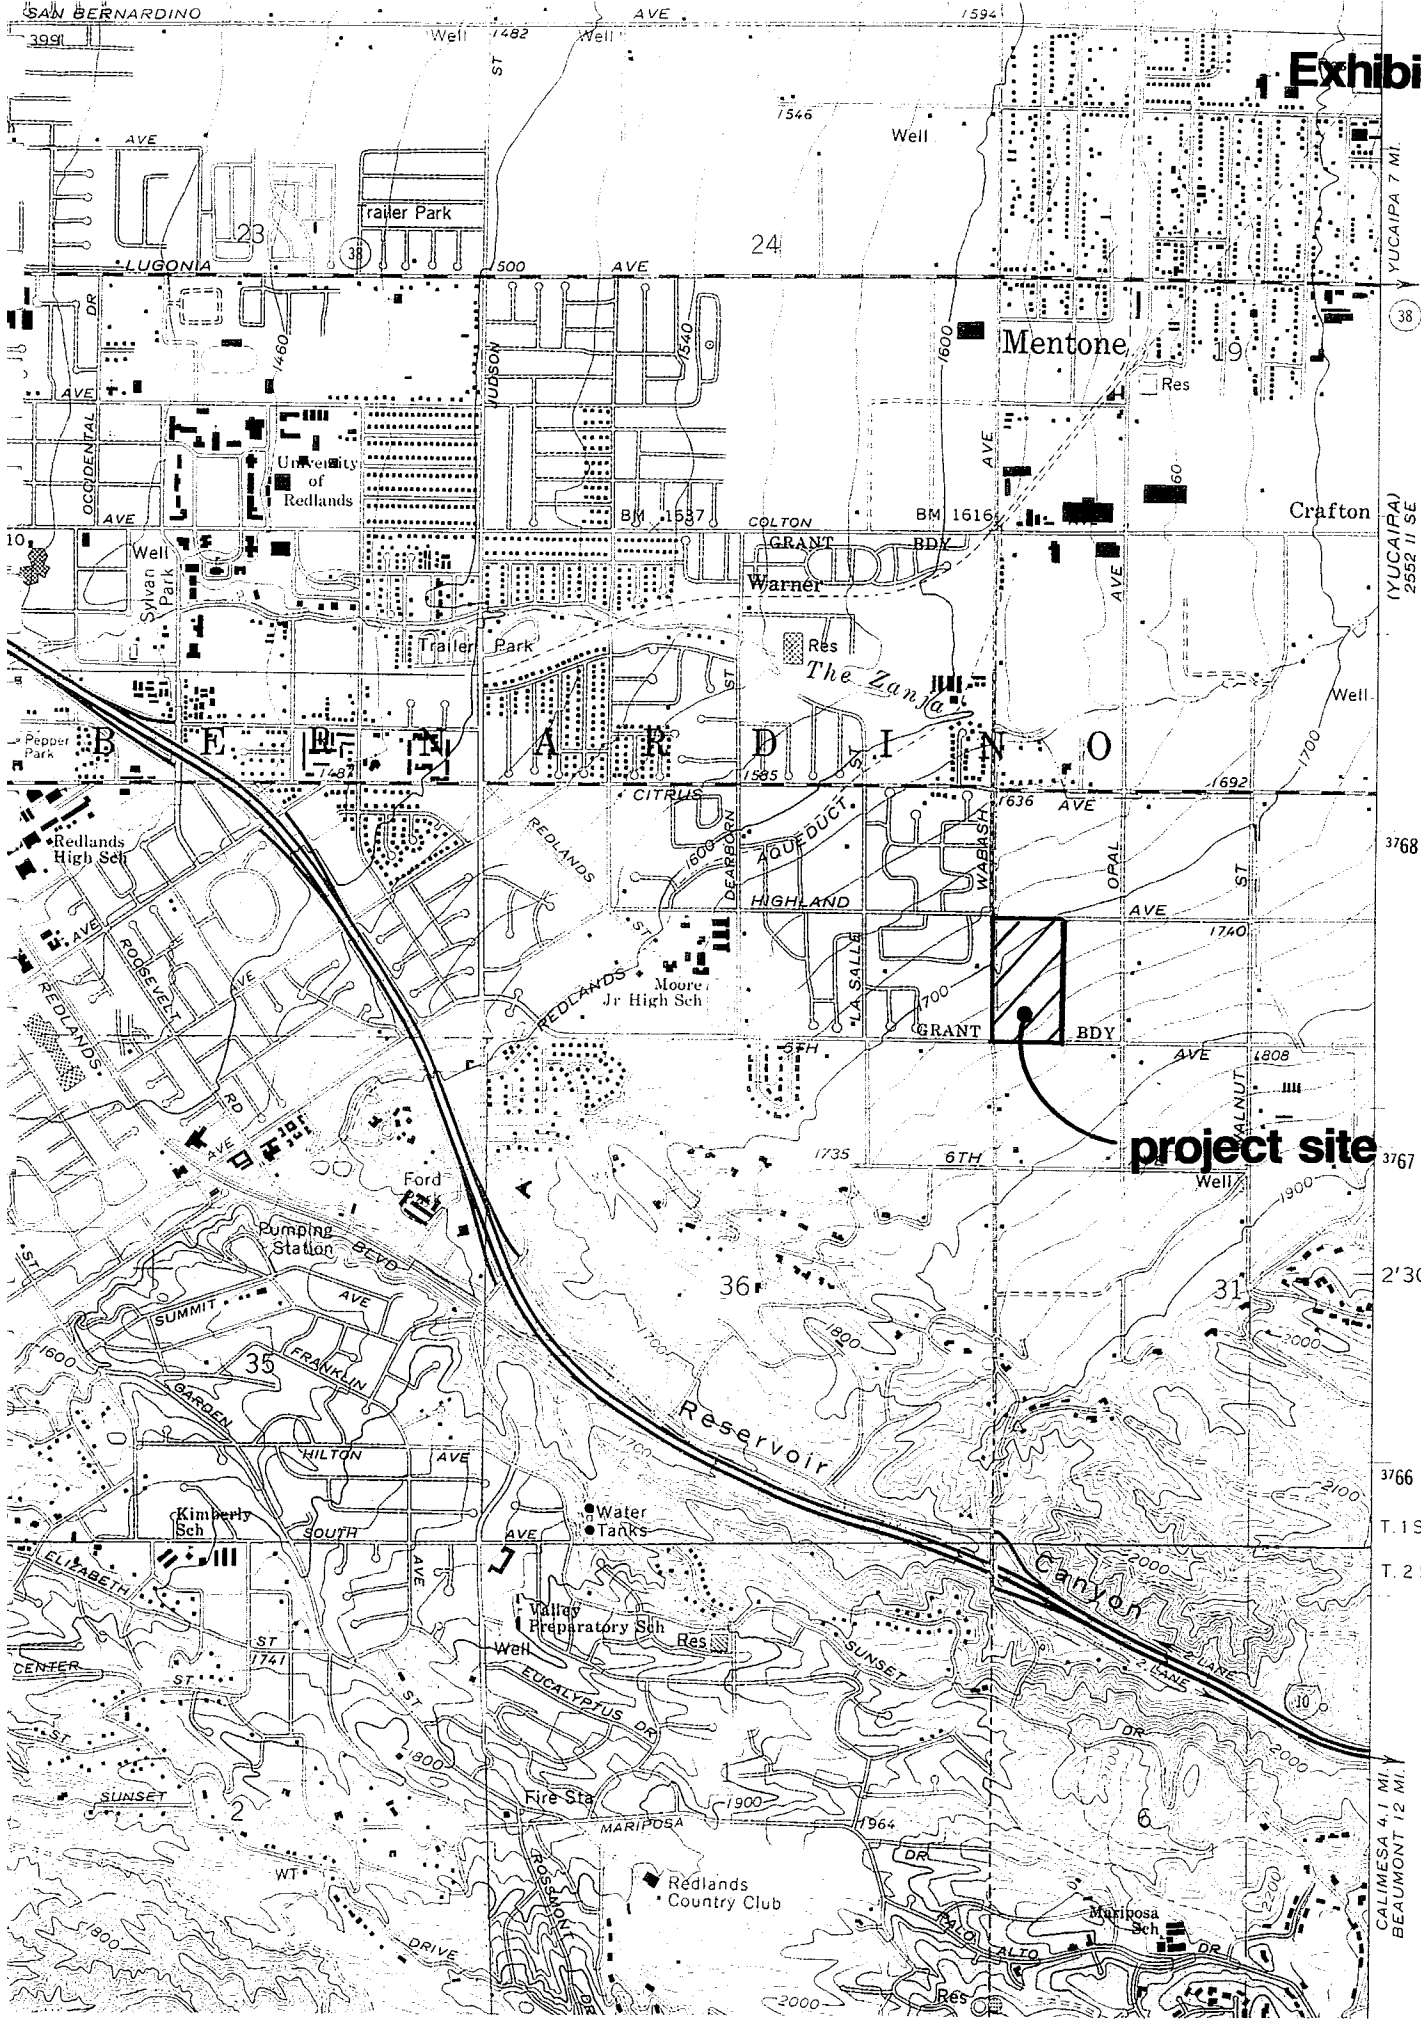 SAN BERNARDINO
AVE
1594
3991
Well
1482
Well
ST
Exhibi
1546
Well
AVE
Trailer Park
23
38
24
LUGONIA
1500
AVE
YUCAIPA 7 MI.
38
DR
1460
JUDSON
1540
1600
Mentone
19
Res
AVE
OCCIDENTAL
University
of
Redlands
AVE
60
AVE
BM 1537
COLTON
BM 1616
AVE
Crafton
(YUCAIPA)
2552 II SE
GRANT
BDY
Well
Sylvan
Park
Warner
AVE
Trailer Park
Res
The Zanja
ST
Well
1700
Pepper
Park
B E R N A R D I N O
1487
1585
ST
CITRUS
1636
AVE
1692
Redlands
High Sch
REDLANDS
ST
1600
DEARBORN
AQUEDUCT
WABASH
OPAL
ST
3768
HIGHLAND
AVE
1740
AVE
ROOSEVELT
AVE
REDLANDS
Moore
Jr High Sch
REDLANDS
LA SALLE
1700
GRANT
BDY
5TH
AVE
1808
RD
AVE
WALNUT
project site
3767
1735
6TH
Well
1900
Ford
Park
Pumping
Station
BLVD
ST
36
31
2'30
SUMMIT
AVE
1600
35
FRANKLIN
1700
1800
2000
GARDEN
HILTON
AVE
1700
Reservoir
3766
2100
Kimberly
Sch
SOUTH
AVE
Water
Tanks
T. 1 S
T. 2
ELIZABETH
AVE
Canyon
2000
Valley
Preparatory Sch
Res
Well
ST
1741
SUNSET
2 LANE
2 LANE
CENTER
ST
ST
EUCALYPTUS DR
10
DR
2000
ST
1800
SUNSET
2
Fire Sta
1900
MARIPOSA
1964
6
CALIMESA 4.1 MI.
BEAUMONT 12 MI.
WT
ROSSMONT
DR
Redlands
Country Club
DR
2200
Mariposa
Sch
PALO
ALTO
DR
1800
DRIVE
2000
Res